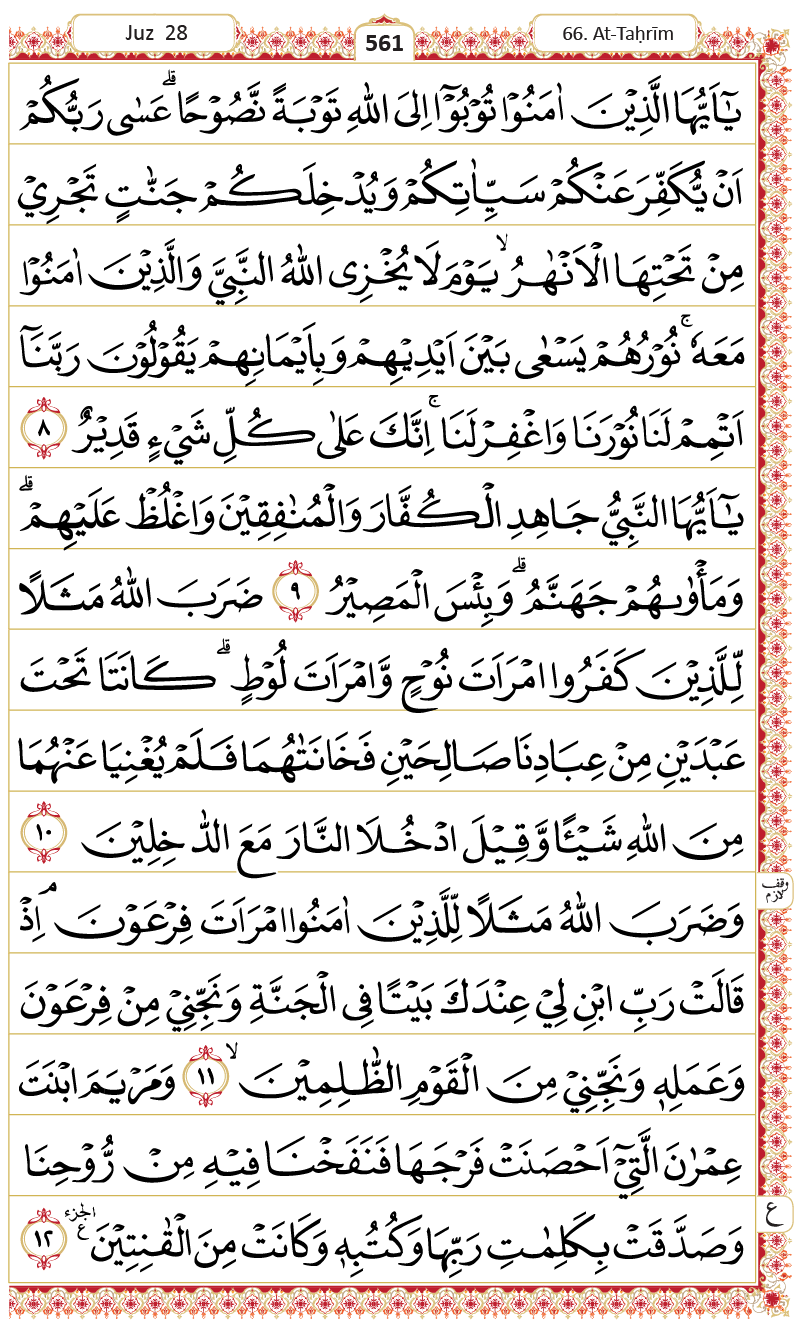 Juz 28
561
66. At-Taḥrīm
يٰٓاَيُّهَا الَّذِيْنَ اٰمَنُوْا تُوْبُوْٓا اِلَى اللّٰهِ تَوْبَةً نَّصُوْحًاۗ عَسٰى رَبُّكُمْ
اَنْ يُّكَفِّرَ عَنْكُمْ سَيِّاٰتِكُمْ وَيُدْخِلَكُمْ جَنّٰتٍ تَجْرِيْ
مِنْ تَحْتِهَا الْاَنْهٰرُۙ يَوْمَ لَا يُخْزِى اللّٰهُ النَّبِيَّ وَالَّذِيْنَ اٰمَنُوْا
مَعَهٗۚ نُوْرُهُمْ يَسْعٰى بَيْنَ اَيْدِيْهِمْ وَبِاَيْمَانِهِمْ يَقُوْلُوْنَ رَبَّنَآ
اَتْمِمْ لَنَا نُوْرَنَا وَاغْفِرْ لَنَاۚ اِنَّكَ عَلٰى كُلِّ شَيْءٍ قَدِيْرٌ ٨
يٰٓاَيُّهَا النَّبِيُّ جَاهِدِ الْكُفَّارَ وَالْمُنٰفِقِيْنَ وَاغْلُظْ عَلَيْهِمْۗ
وَمَأْوٰىهُمْ جَهَنَّمُۗ وَبِئْسَ الْمَصِيْرُ ٩ ضَرَبَ اللّٰهُ مَثَلًا
لِّلَّذِيْنَ كَفَرُوا امْرَاَتَ نُوْحٍ وَّامْرَاَتَ لُوْطٍۗ كَانَتَا تَحْتَ
عَبْدَيْنِ مِنْ عِبَادِنَا صَالِحَيْنِ فَخَانَتٰهُمَا فَلَمْ يُغْنِيَا عَنْهُمَا
مِنَ اللّٰهِ شَيْـًٔا وَّقِيْلَ ادْخُلَا النَّارَ مَعَ الدّٰخِلِيْنَ ١٠
وَضَرَبَ اللّٰهُ مَثَلًا لِّلَّذِيْنَ اٰمَنُوا امْرَاَتَ فِرْعَوْنَۘ اِذْ
وقف لازم
قَالَتْ رَبِّ ابْنِ لِيْ عِنْدَكَ بَيْتًا فِى الْجَنَّةِ وَنَجِّنِيْ مِنْ فِرْعَوْنَ
وَعَمَلِهٖ وَنَجِّنِيْ مِنَ الْقَوْمِ الظّٰلِمِيْنَۙ ١١ وَمَرْيَمَ ابْنَتَ
عِمْرٰنَ الَّتِيْٓ اَحْصَنَتْ فَرْجَهَا فَنَفَخْنَا فِيْهِ مِنْ رُّوْحِنَا
وَصَدَّقَتْ بِكَلِمٰتِ رَبِّهَا وَكُتُبِهٖ وَكَانَتْ مِنَ الْقٰنِتِيْنَ ع الجزء ١٢
ع